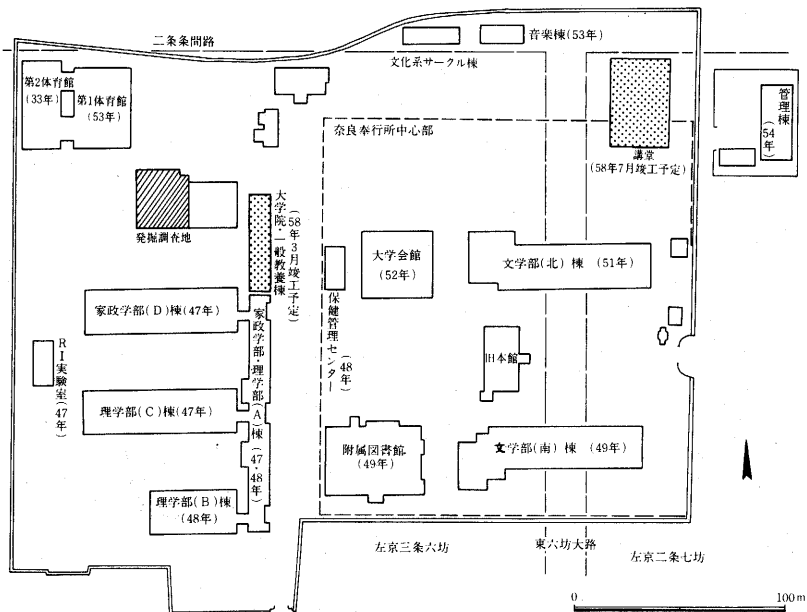 二条条間路
音楽棟(53年)
文化系サークル棟
第2体育館
(33年)
第1体育館
(53年)
管理棟
(54年)
奈良奉行所中心部
講堂
(58年7月竣工予定)
発掘調査地
大学院・一般教養棟
(58年3月竣工予定)
大学会館
(52年)
文学部(北)棟 (51年)
保健管理センター
(48年)
家政学部(D)棟(47年)
家政学部・理学部(A)棟(47・48年)
RI実験室(47年)
旧本館
理学部(C)棟(47年)
附属図書館
(49年)
文学部(南)棟 (49年)
理学部(B)棟
(48年)
左京三条六坊
東六坊大路
左京二条七坊
0
100m